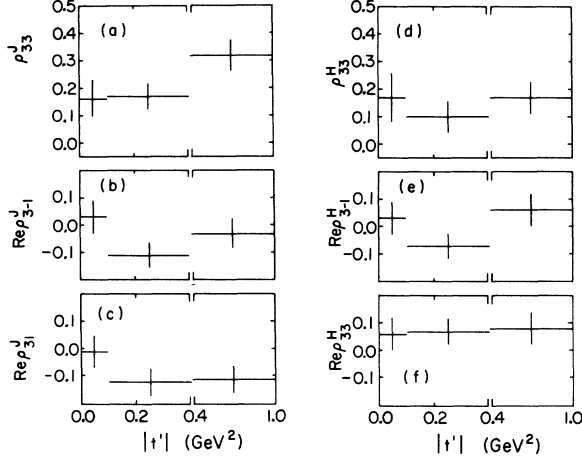 0.5
0.4
0.3
0.2
0.1
0.0
ρ^J_33
(a)
0.1
0.0
-0.1
Reρ^J_3-1
(b)
0.1
0.0
-0.1
Reρ^J_31
(c)
0.0 0.2 0.4 1.0
|t'| (GeV²)
0.5
0.4
0.3
0.2
0.1
0.0
ρ^H_33
(d)
0.1
0.0
-0.1
Reρ^H_3-1
(e)
0.1
0.0
-0.1
Reρ^H_33
(f)
0.0 0.2 0.4 1.0
|t'| (GeV²)